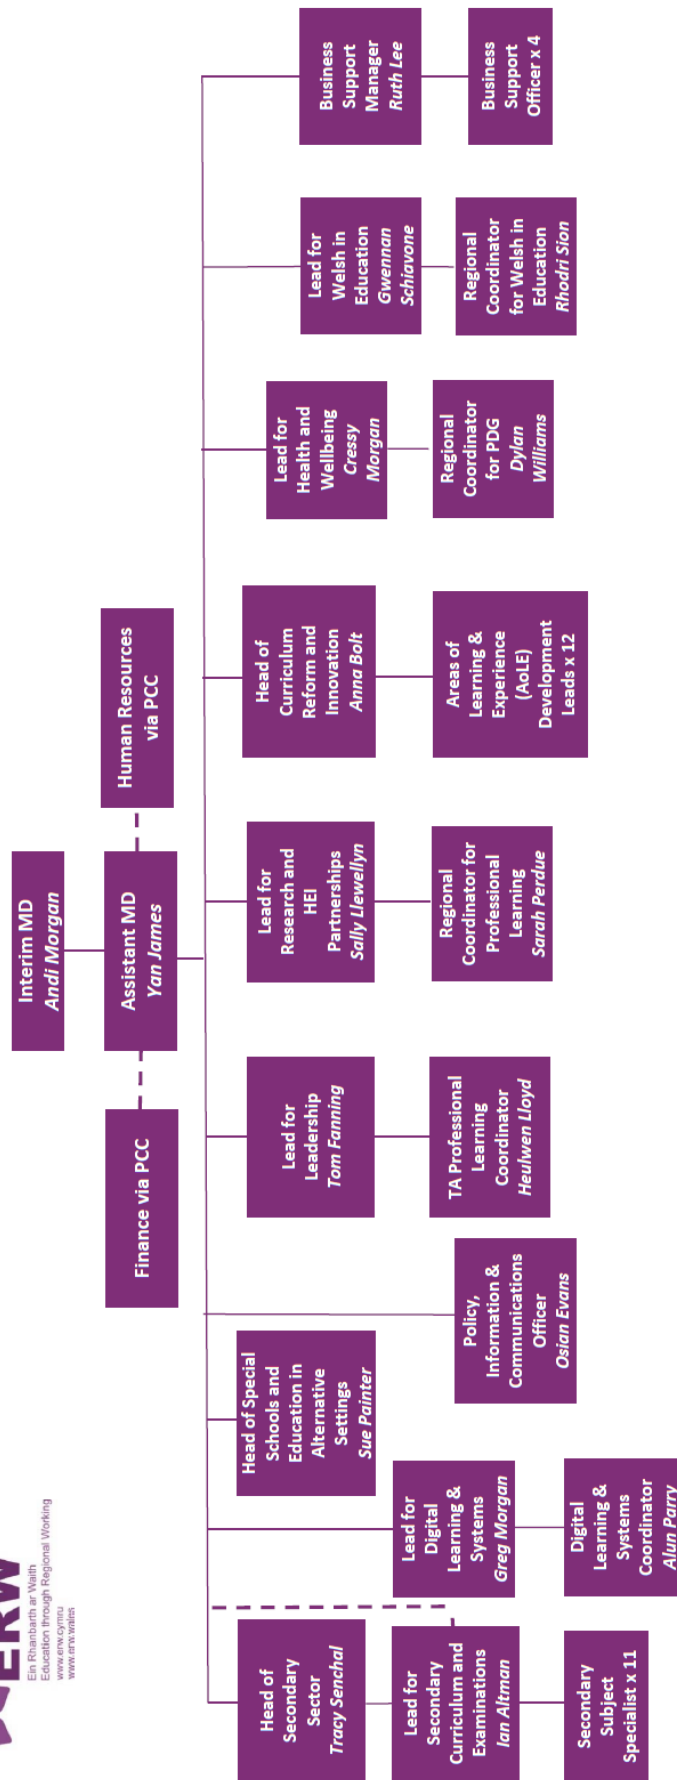 ERW
Ein Rhanbarth ar Waith
Education through Regional Working
www.erw.cymru
www.erw.wales
Interim MD
Andi Morgan
Finance via PCC
Assistant MD
Yan James
Human Resources
via PCC
Head of
Secondary
Sector
Tracy Senchal
Lead for
Secondary
Curriculum and
Examinations
Ian Altman
Secondary
Subject
Specialist x 11
Lead for
Digital
Learning &
Systems
Greg Morgan
Digital
Learning &
Systems
Coordinator
Alun Parry
Head of Special
Schools and
Education in
Alternative
Settings
Sue Painter
Policy,
Information &
Communications
Officer
Osian Evans
Lead for
Leadership
Tom Fanning
TA Professional
Learning
Coordinator
Heulwen Lloyd
Lead for
Research and
HEI
Partnerships
Sally Llewellyn
Regional
Coordinator for
Professional
Learning
Sarah Perdue
Head of
Curriculum
Reform and
Innovation
Anna Bolt
Areas of
Learning &
Experience
(AoLE)
Development
Leads x 12
Lead for
Health and
Wellbeing
Cressy
Morgan
Regional
Coordinator
for PDG
Dylan
Williams
Lead for
Welsh in
Education
Gwennan
Schiavone
Regional
Coordinator
for Welsh in
Education
Rhodri Sion
Business
Support
Manager
Ruth Lee
Business
Support
Officer x 4